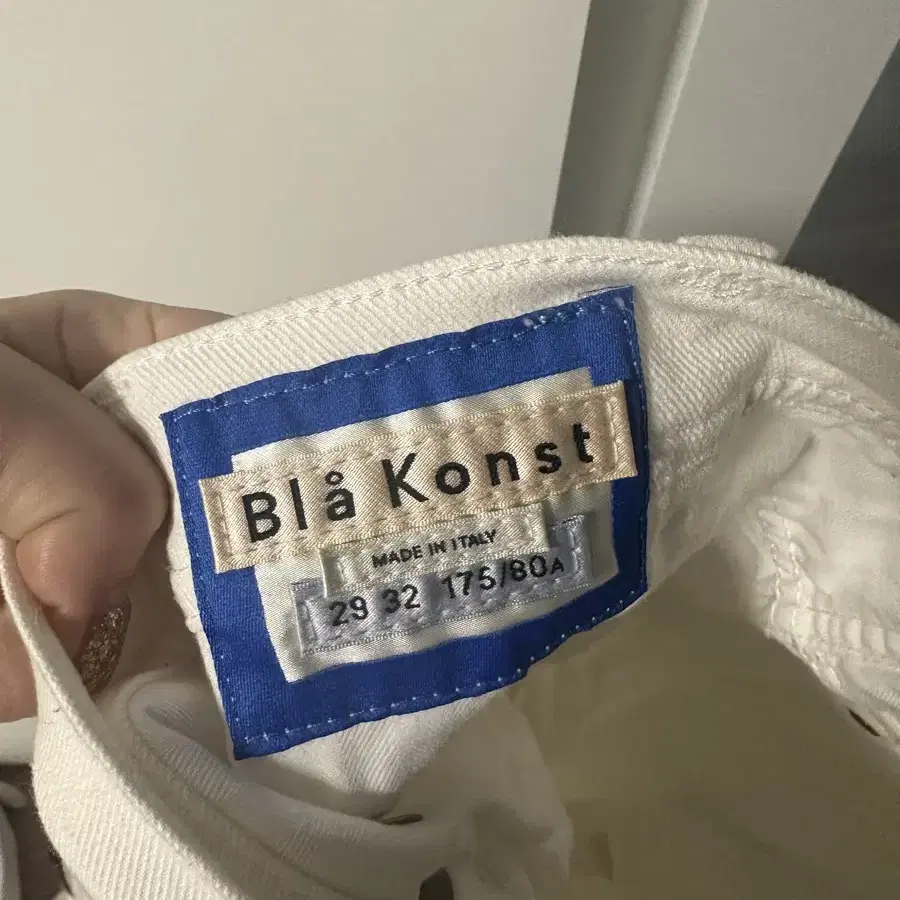 Blå Konst
MADE IN ITALY
29 32 175/80A